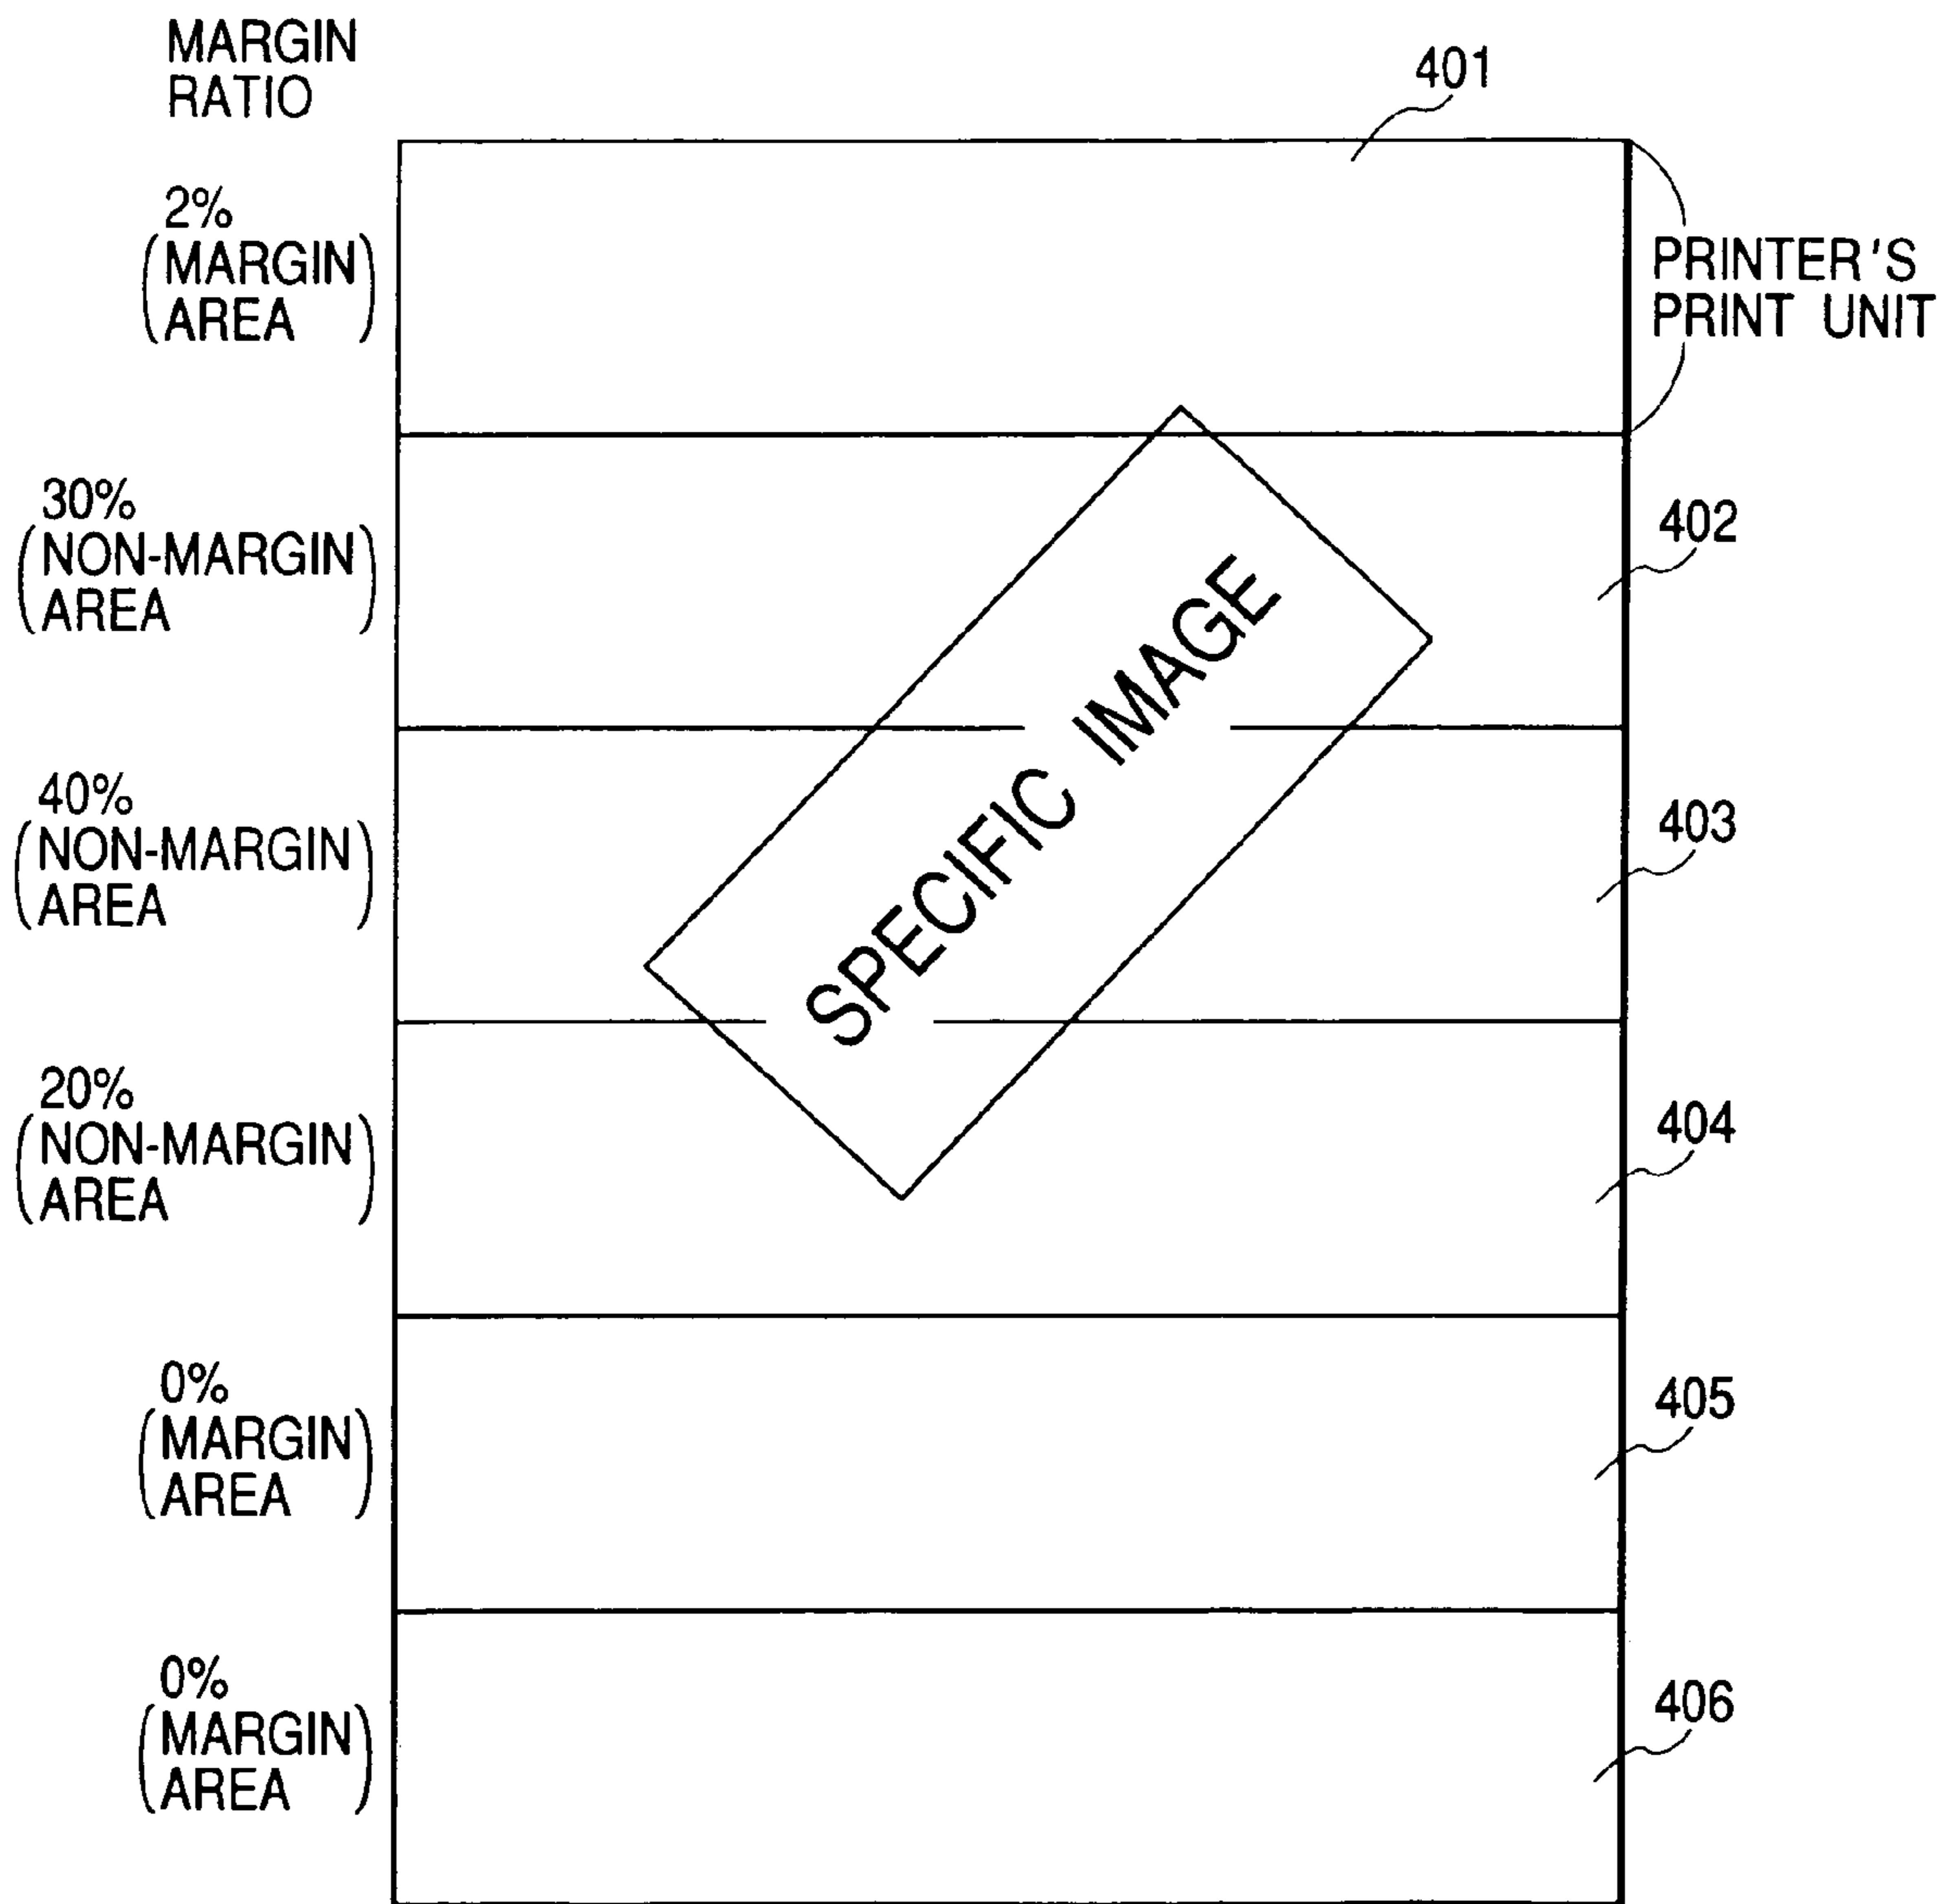 MARGIN
RATIO
401
2%
(MARGIN
AREA)
PRINTER'S
PRINT UNIT
30%
(NON-MARGIN
AREA)
402
SPECIFIC IMAGE
40%
(NON-MARGIN
AREA)
403
20%
(NON-MARGIN
AREA)
404
0%
(MARGIN
AREA)
405
0%
(MARGIN
AREA)
406